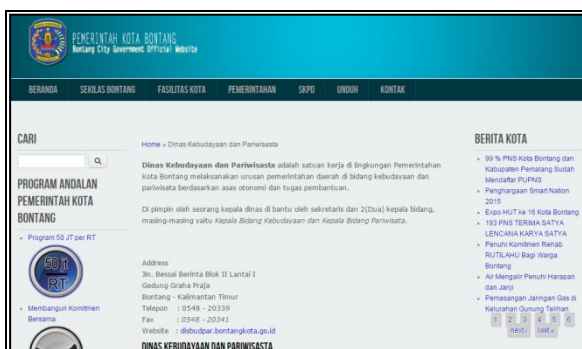 PEMERINTAH KOTA BONTANG
Bontang City Government Official Website
BERANDA SEKILAS BONTANG FASILITAS KOTA PEMERINTAHAN SKPD UNDUH KONTAK
CARI
PROGRAM ANDALAN
PEMERINTAH KOTA
BONTANG
Program 50 JT per RT
50 JT
RT
Membangun Komitmen
Bersama
Home » Dinas Kebudayaan dan Pariwisasta
Dinas Kebudayaan dan Pariwisasta adalah satuan kerja di lingkungan Pemerintahan
Kota Bontang melaksanakan urusan pemerintahan daerah di bidang kebudayaan dan
pariwisata berdasarkan asas otonomi dan tugas pembantuan.
Di pimpin oleh seorang kepala dinas di bantu oleh sekretaris dan 2(Dua) kepala bidang,
masing-masing yaitu Kepala Bidang Kebudayaan dan Kepala Bidang Pariwisata.
Address
Jln. Bessai Berinta Blok II Lantai I
Gedung Graha Praja
Bontang - Kalimantan Timur
Telepon : 0548 - 20339
Fax : 0548 - 20341
Website : disbudpar.bontangkota.go.id
DINAS KEBUDAYAAN DAN PARIWISASTA
BERITA KOTA
99 % PNS Kota Bontang dan
Kabupaten Pemalang Sudah
Mendaftar PUPNS
Penghargaan Smart Nation
2015
Expo HUT ke 16 Kota Bontang
193 PNS TERIMA SATYA
LENCANA KARYA SATYA
Penuhi Komitmen Rehab
RUTILAHU Bagi Warga
Bontang
Air Mengalir Penuhi Harapan
dan Janji
Pemasangan Jaringan Gas di
Kelurahan Gunung Telihan
1 2 3 4 5 6
next › last »